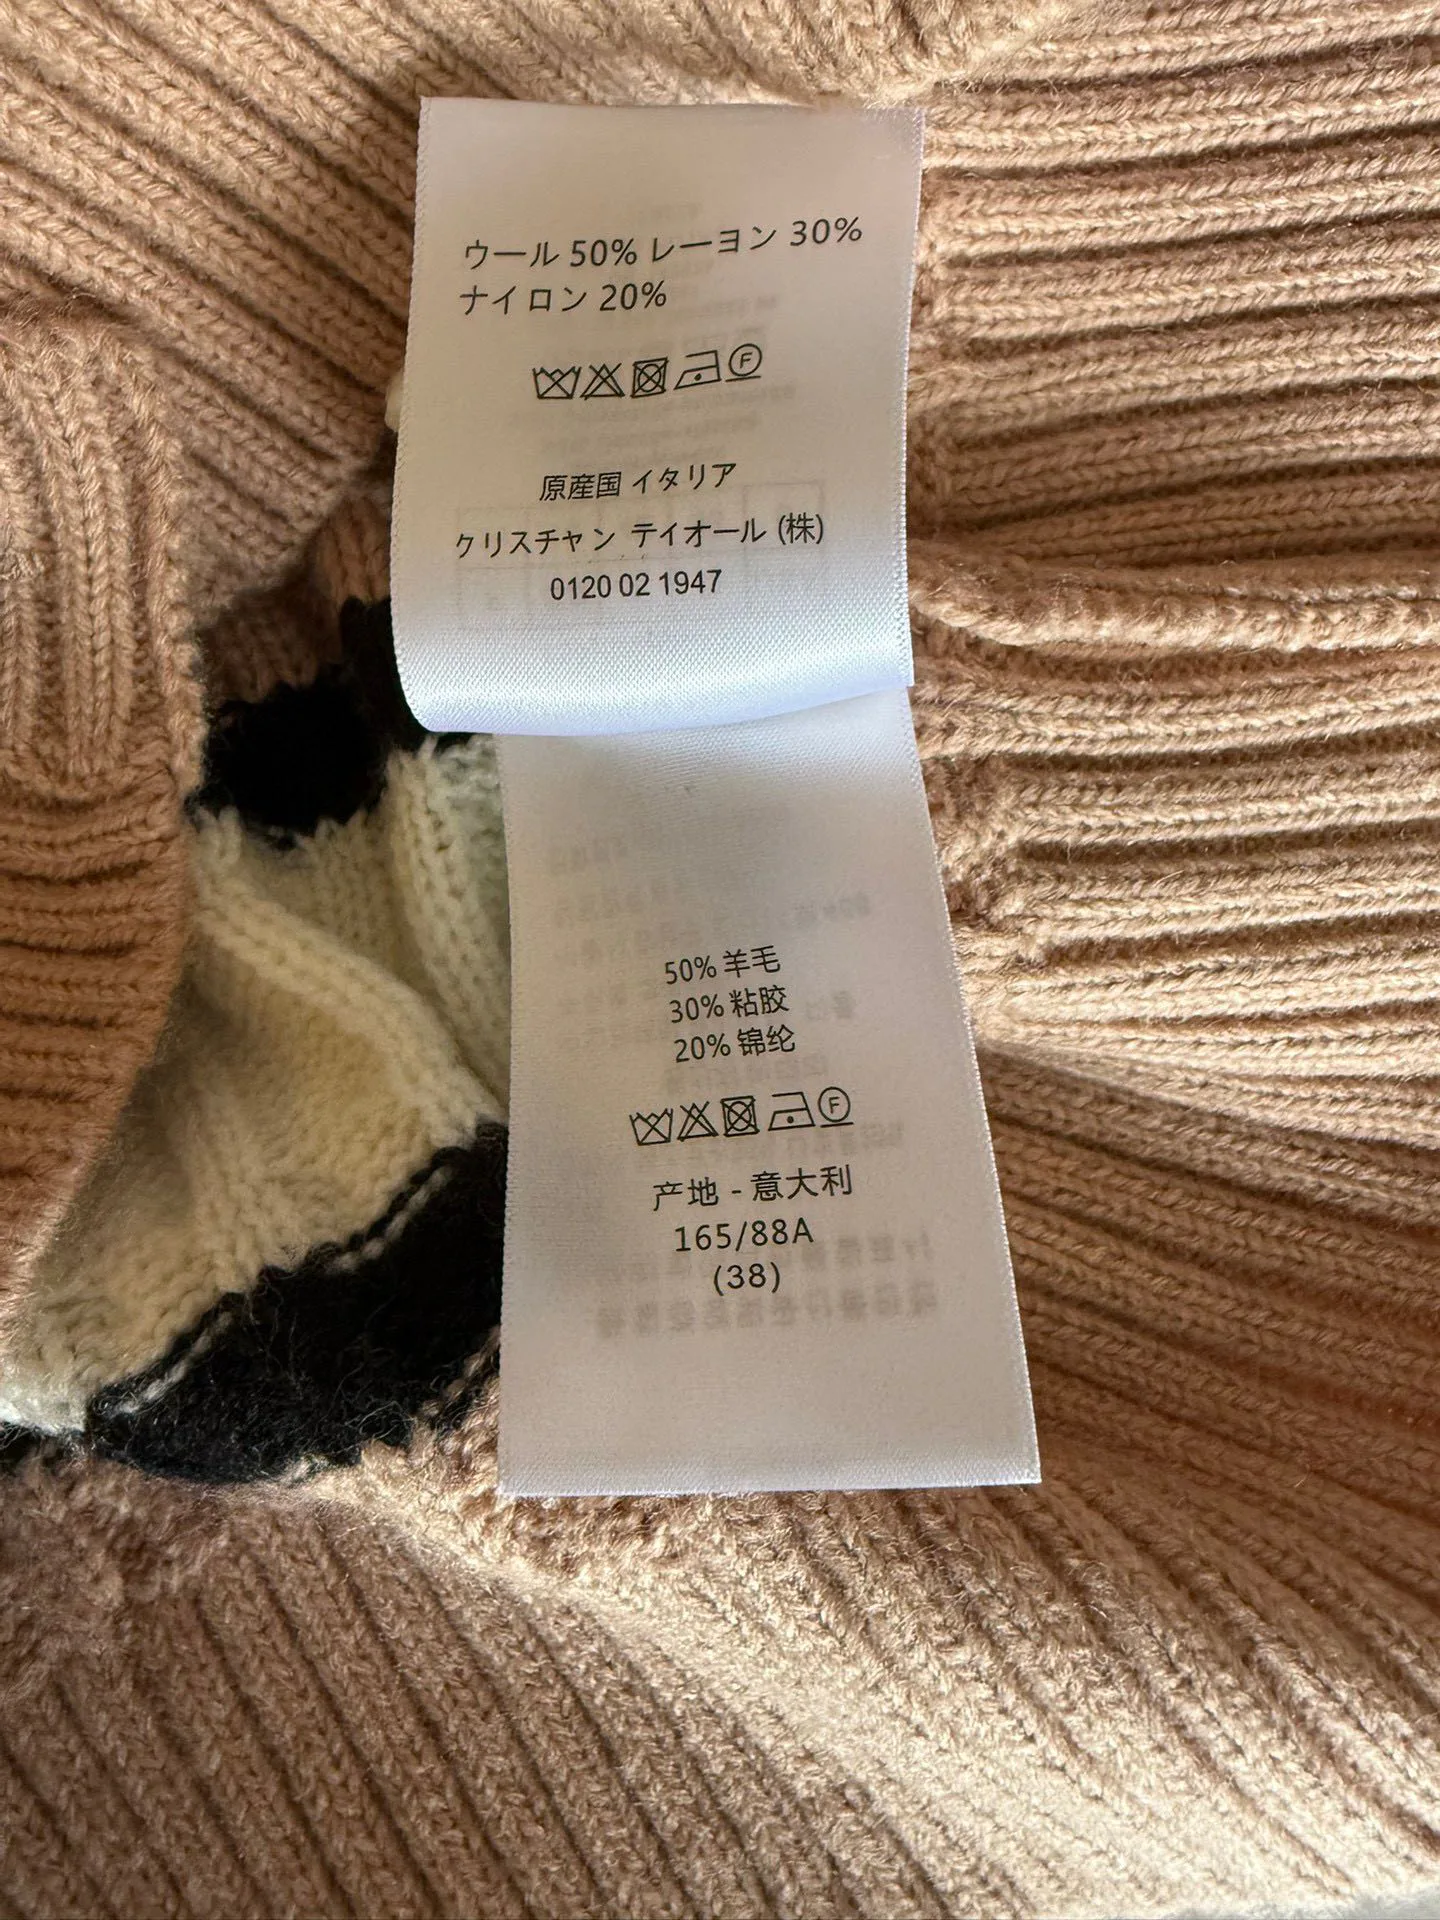 ウール 50% レーヨン 30%
ナイロン 20%
F
原産国 イタリア
クリスチャン テイオール (株)
0120 02 1947
50% 羊毛
30% 粘胶
20% 锦纶
F
产地 - 意大利
165/88A
(38)